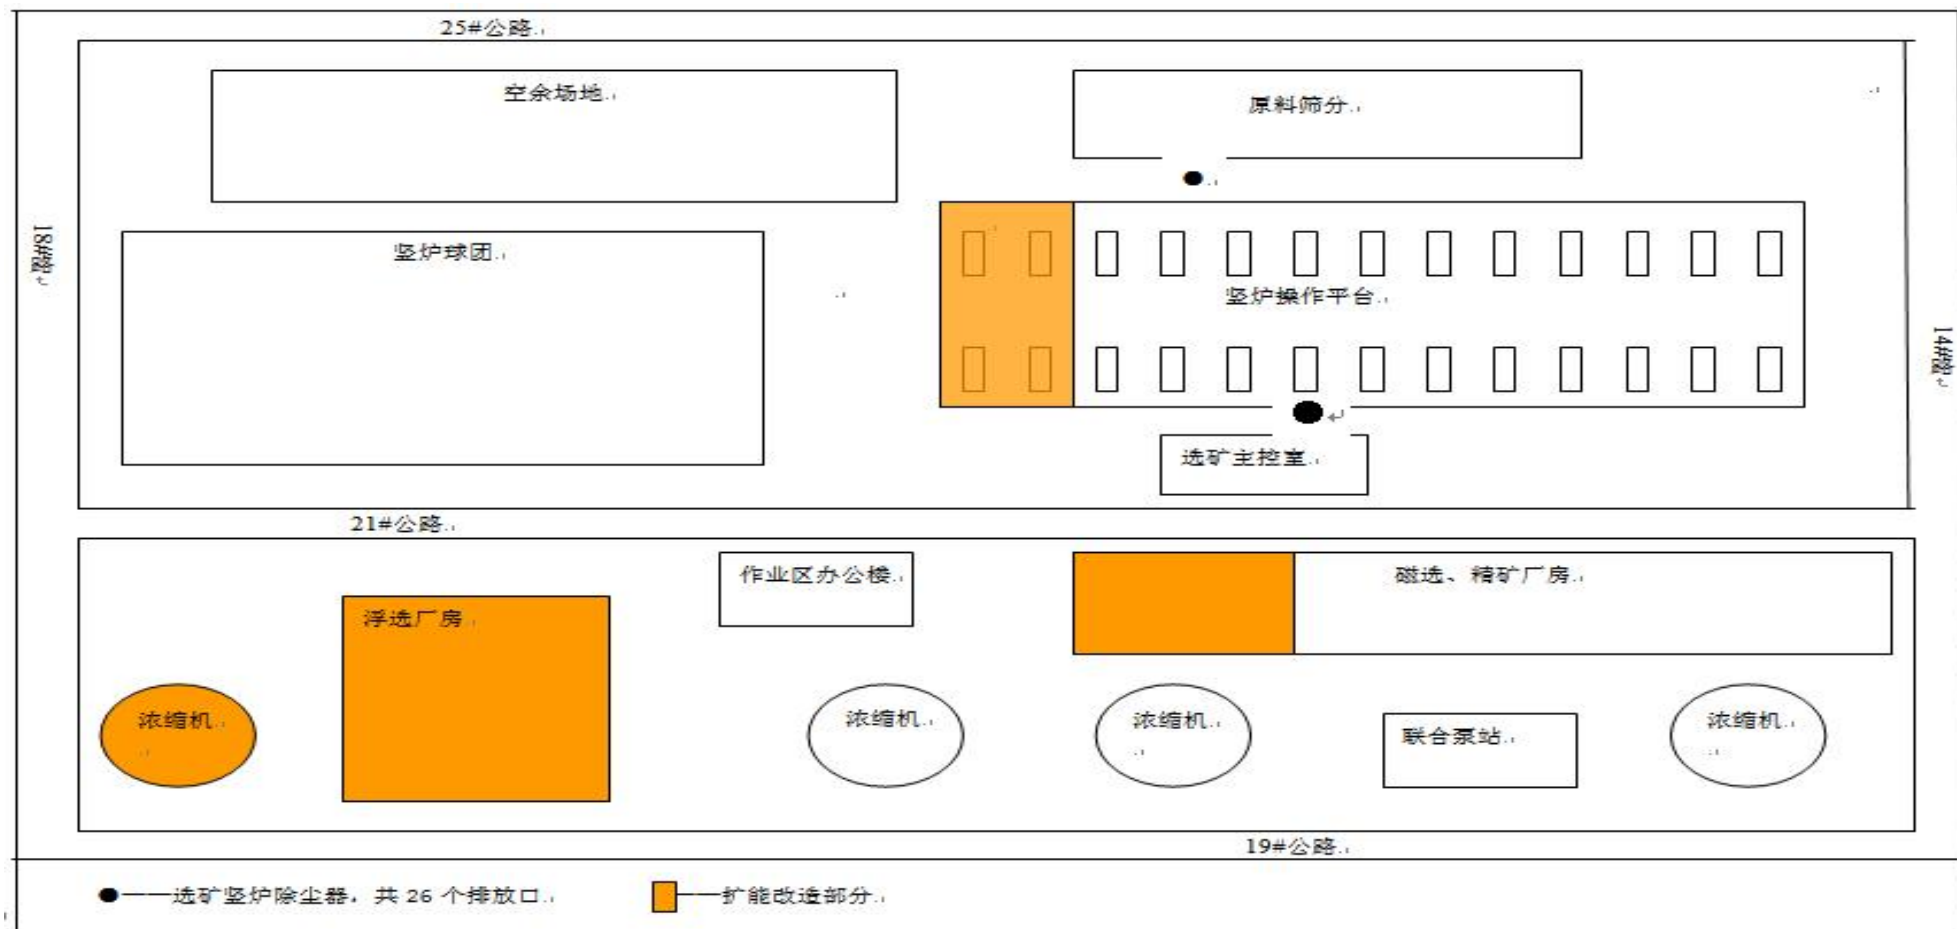 25#公路
空余场地
原料筛分
18#路
竖炉球团
竖炉操作平台
14#路
选矿主控室
21#公路
作业区办公楼
磁选、精矿厂房
浮选厂房
浓缩机
浓缩机
浓缩机
联合泵站
浓缩机
19#公路
●——选矿竖炉除尘器，共 26 个排放口
——扩能改造部分